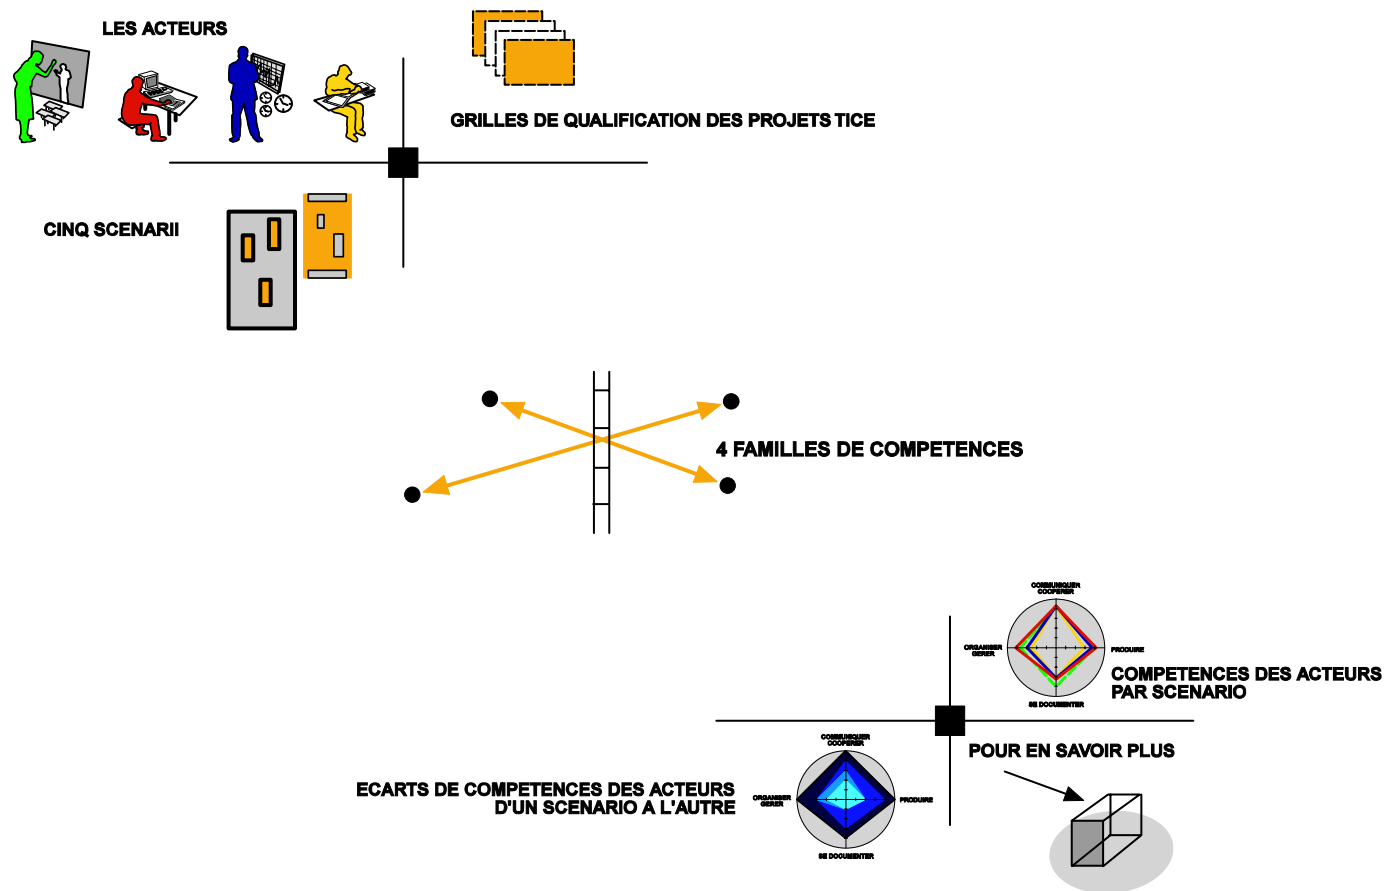 LES ACTEURS
GRILLES DE QUALIFICATION DES PROJETS TICE
CINQ SCENARII
4 FAMILLES DE COMPETENCES
COMMUNIQUER
COOPERER
ORGANISER
GERER
PRODUIRE
SE DOCUMENTER
COMPETENCES DES ACTEURS
PAR SCENARIO
POUR EN SAVOIR PLUS
COMMUNIQUER
COOPERER
ORGANISER
GERER
PRODUIRE
SE DOCUMENTER
ECARTS DE COMPETENCES DES ACTEURS
D'UN SCENARIO A L'AUTRE